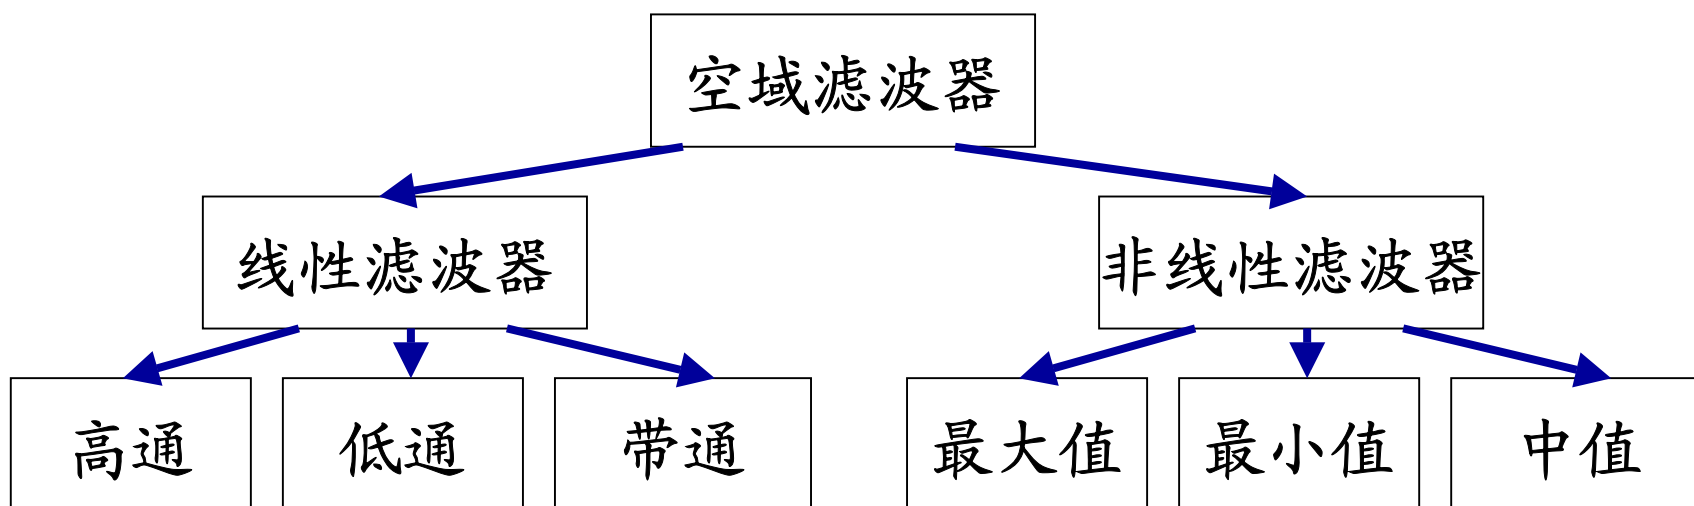 空域滤波器
线性滤波器
非线性滤波器
高通
低通
带通
最大值
最小值
中值